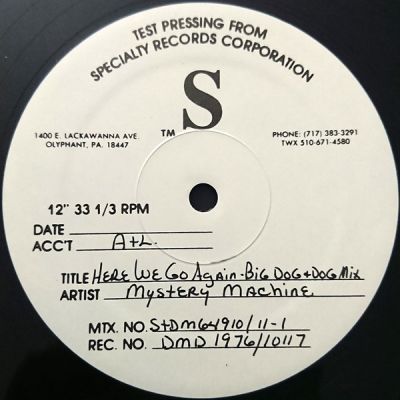 TEST PRESSING FROM
SPECIALTY RECORDS CORPORATION
S
TM
1400 E. LACKAWANNA AVE.
OLYPHANT, PA. 18447
PHONE: (717) 383-3291
TWX 510-671-4580
12" 33 1/3 RPM
DATE
ACC'T A+L.
TITLE Here We Go Again-Big Dog+Dog Mix
ARTIST Mystery Machine
MTX. NO. S+DM64910/11-1
REC. NO. DMD 1976/10117